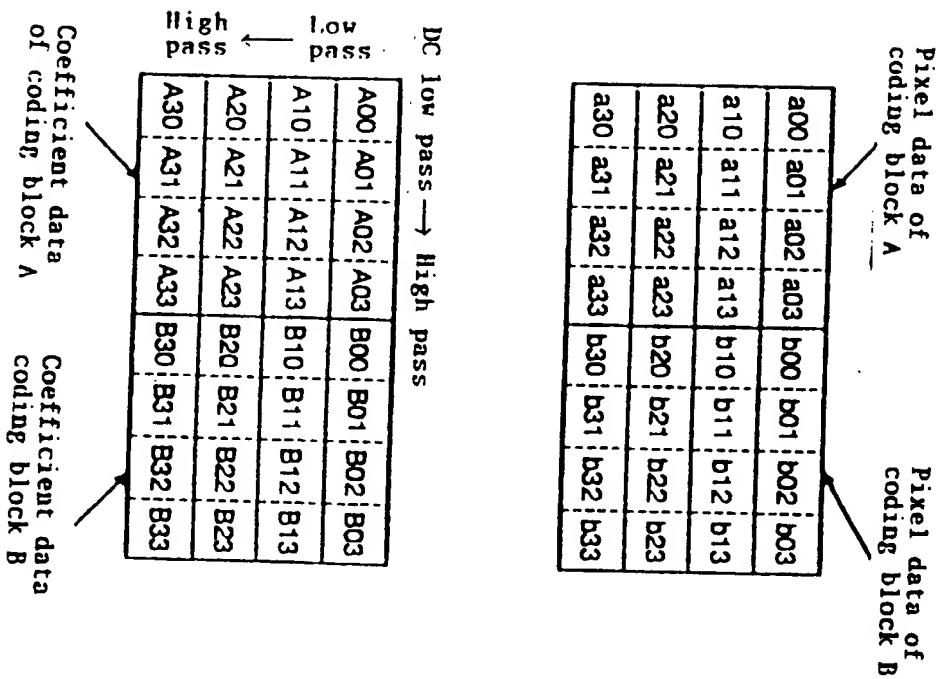 Pixel data of
coding block A
Pixel data of
coding block B
a00 a01 a02 a03 b00 b01 b02 b03
a10 a11 a12 a13 b10 b11 b12 b13
a20 a21 a22 a23 b20 b21 b22 b23
a30 a31 a32 a33 b30 b31 b32 b33
DC low pass → High pass
Low
pass
High
pass
A00 A01 A02 A03 B00 B01 B02 B03
A10 A11 A12 A13 B10 B11 B12 B13
A20 A21 A22 A23 B20 B21 B22 B23
A30 A31 A32 A33 B30 B31 B32 B33
Coefficient data
of coding block A
Coefficient data
coding block B